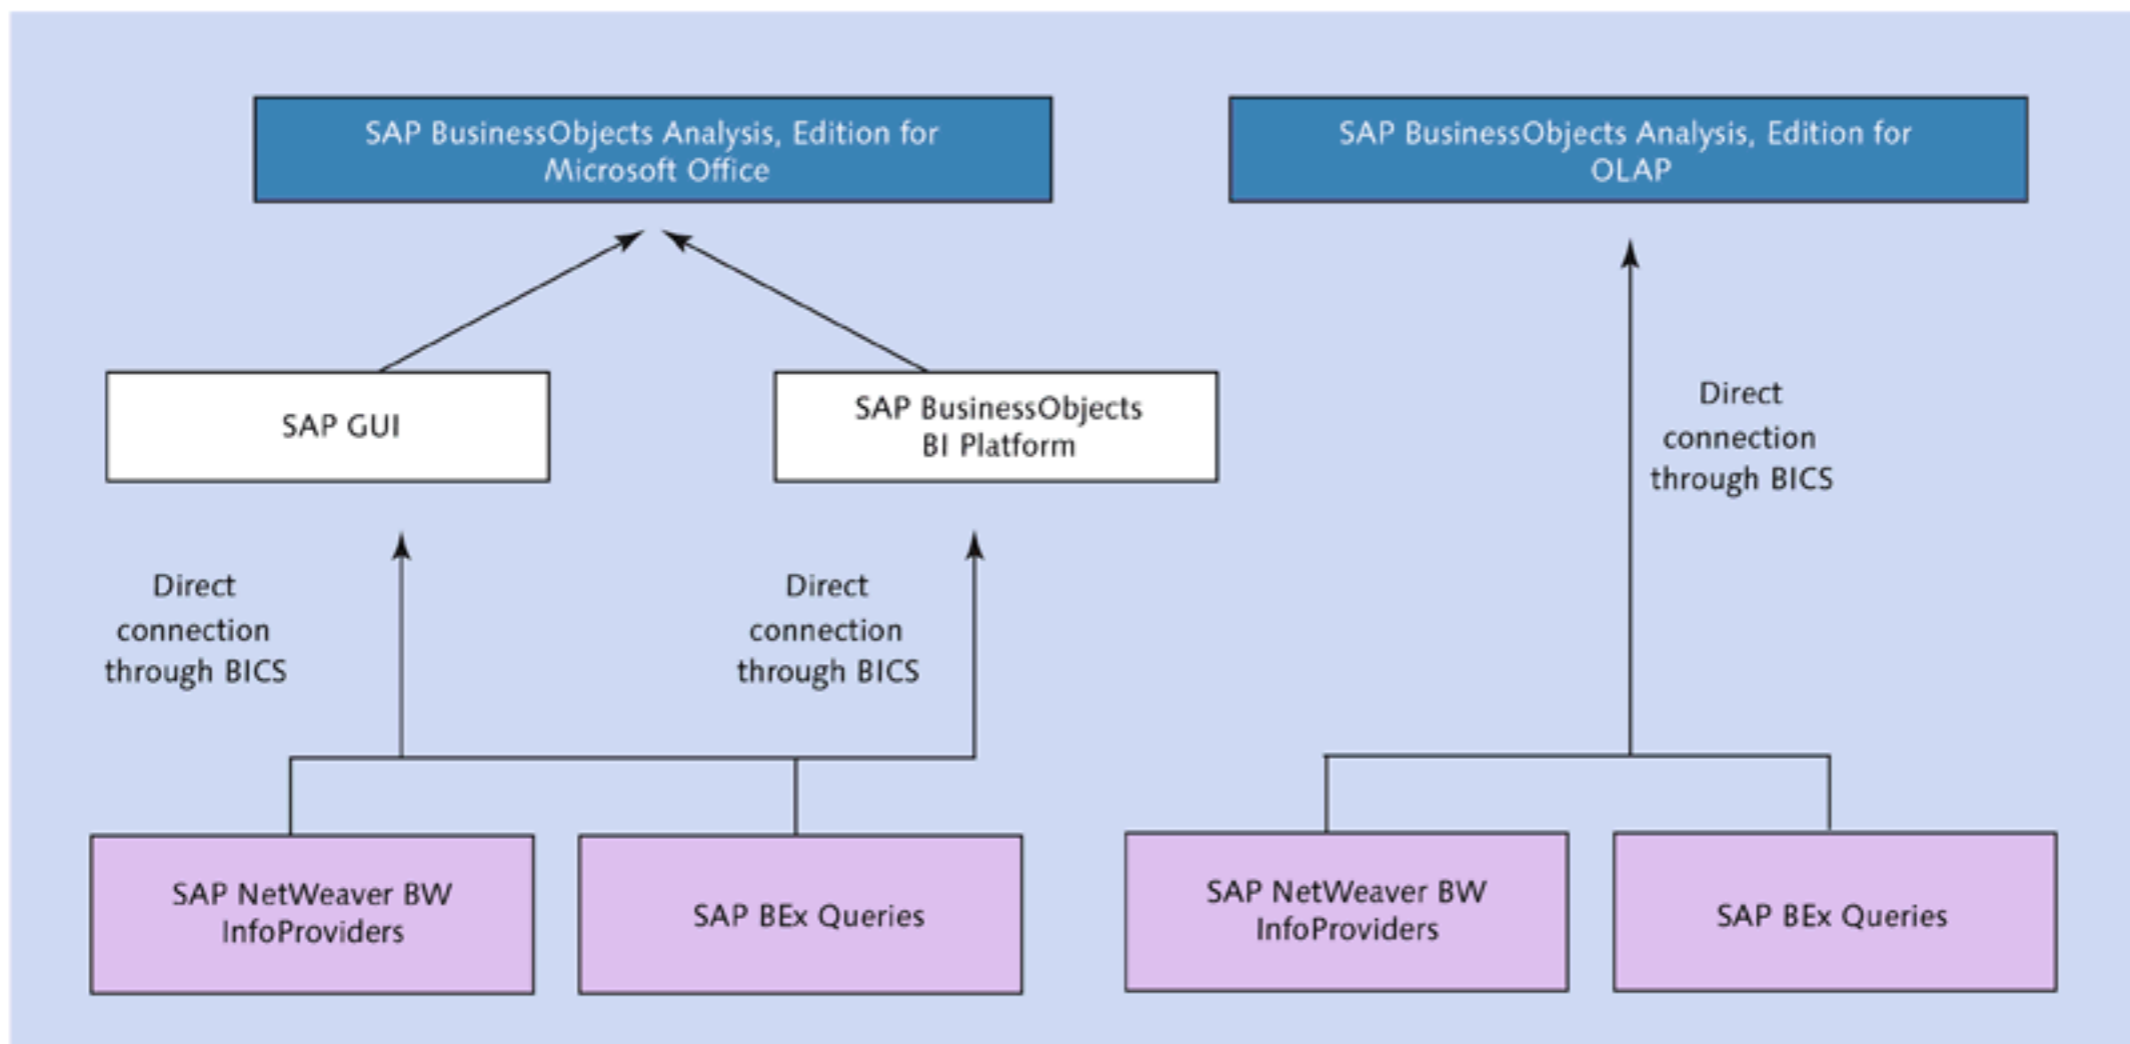 SAP BusinessObjects Analysis, Edition for
Microsoft Office
SAP BusinessObjects Analysis, Edition for
OLAP
SAP GUI
SAP BusinessObjects
BI Platform
Direct
connection
through BICS
Direct
connection
through BICS
Direct
connection
through BICS
SAP NetWeaver BW
InfoProviders
SAP BEx Queries
SAP NetWeaver BW
InfoProviders
SAP BEx Queries